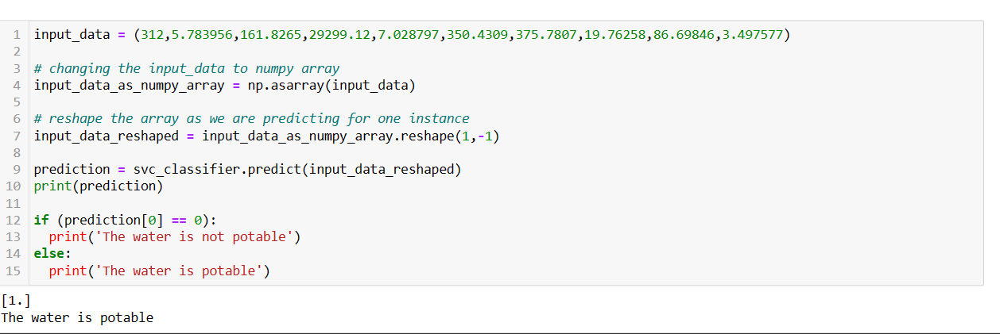 1 input_data = (312,5.783956,161.8265,29299.12,7.028797,350.4309,375.7807,19.76258,86.69846,3.497577)
2
3 # changing the input_data to numpy array
4 input_data_as_numpy_array = np.asarray(input_data)
5
6 # reshape the array as we are predicting for one instance
7 input_data_reshaped = input_data_as_numpy_array.reshape(1,-1)
8
9 prediction = svc_classifier.predict(input_data_reshaped)
10 print(prediction)
11
12 if (prediction[0] == 0):
13   print('The water is not potable')
14 else:
15   print('The water is potable')
[1.]
The water is potable